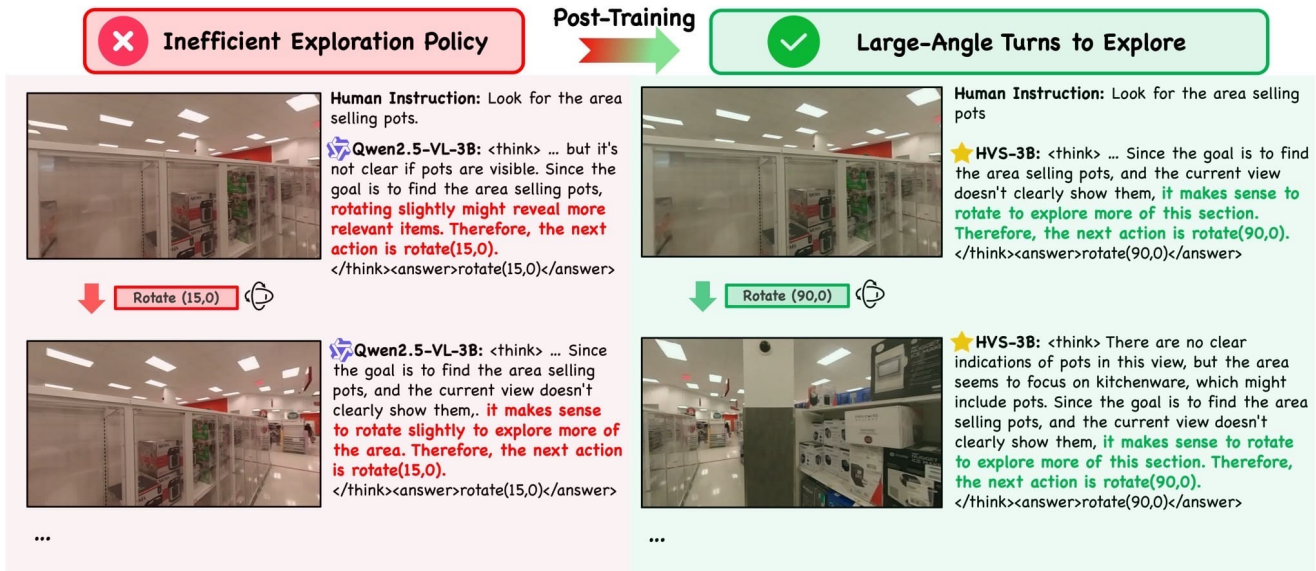 Post-Training
Inefficient Exploration Policy
Large-Angle Turns to Explore
Human Instruction: Look for the area
selling pots.
Qwen2.5-VL-3B: <think> ... but it's
not clear if pots are visible. Since the
goal is to find the area selling pots,
rotating slightly might reveal more
relevant items. Therefore, the next
action is rotate(15,0).
</think><answer>rotate(15,0)</answer>
Rotate (15,0)
Qwen2.5-VL-3B: <think> ... Since
the goal is to find the area selling
pots, and the current view doesn't
clearly show them,. it makes sense
to rotate slightly to explore more of
the area. Therefore, the next action
is rotate(15,0).
</think><answer>rotate(15,0)</answer>
...
Human Instruction: Look for the area selling
pots
HVS-3B: <think> ... Since the goal is to find
the area selling pots, and the current view
doesn't clearly show them, it makes sense to
rotate to explore more of this section.
Therefore, the next action is rotate(90,0).
</think><answer>rotate(90,0)</answer>
Rotate (90,0)
HVS-3B: <think> There are no clear
indications of pots in this view, but the area
seems to focus on kitchenware, which might
include pots. Since the goal is to find the area
selling pots, and the current view doesn't
clearly show them, it makes sense to rotate
to explore more of this section. Therefore,
the next action is rotate(90,0).
</think><answer>rotate(90,0)</answer>
...